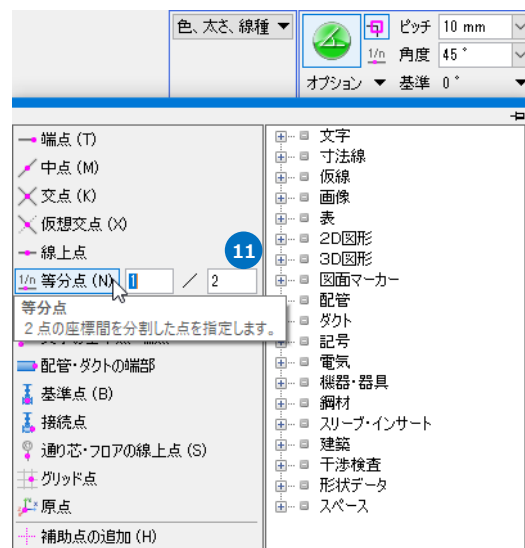 色、太さ、線種 ▼
ピッチ 10 mm
1/n 角度 45 °
オプション ▼ 基準 0 ° ▼
端点 (T)
中点 (M)
交点 (K)
仮想交点 (X)
線上点
11
1/n 等分点 (N) 1 / 2
等分点
2点の座標間を分割した点を指定します。
配管・ダクトの端部
基準点 (B)
接続点
通り芯・フロアの線上点 (S)
グリッド点
原点
補助点の追加 (H)
文字
寸法線
仮線
画像
表
2D図形
3D図形
図面マーカー
配管
ダクト
記号
電気
機器・器具
鋼材
スリーブ・インサート
建築
干渉検査
形状データ
スペース